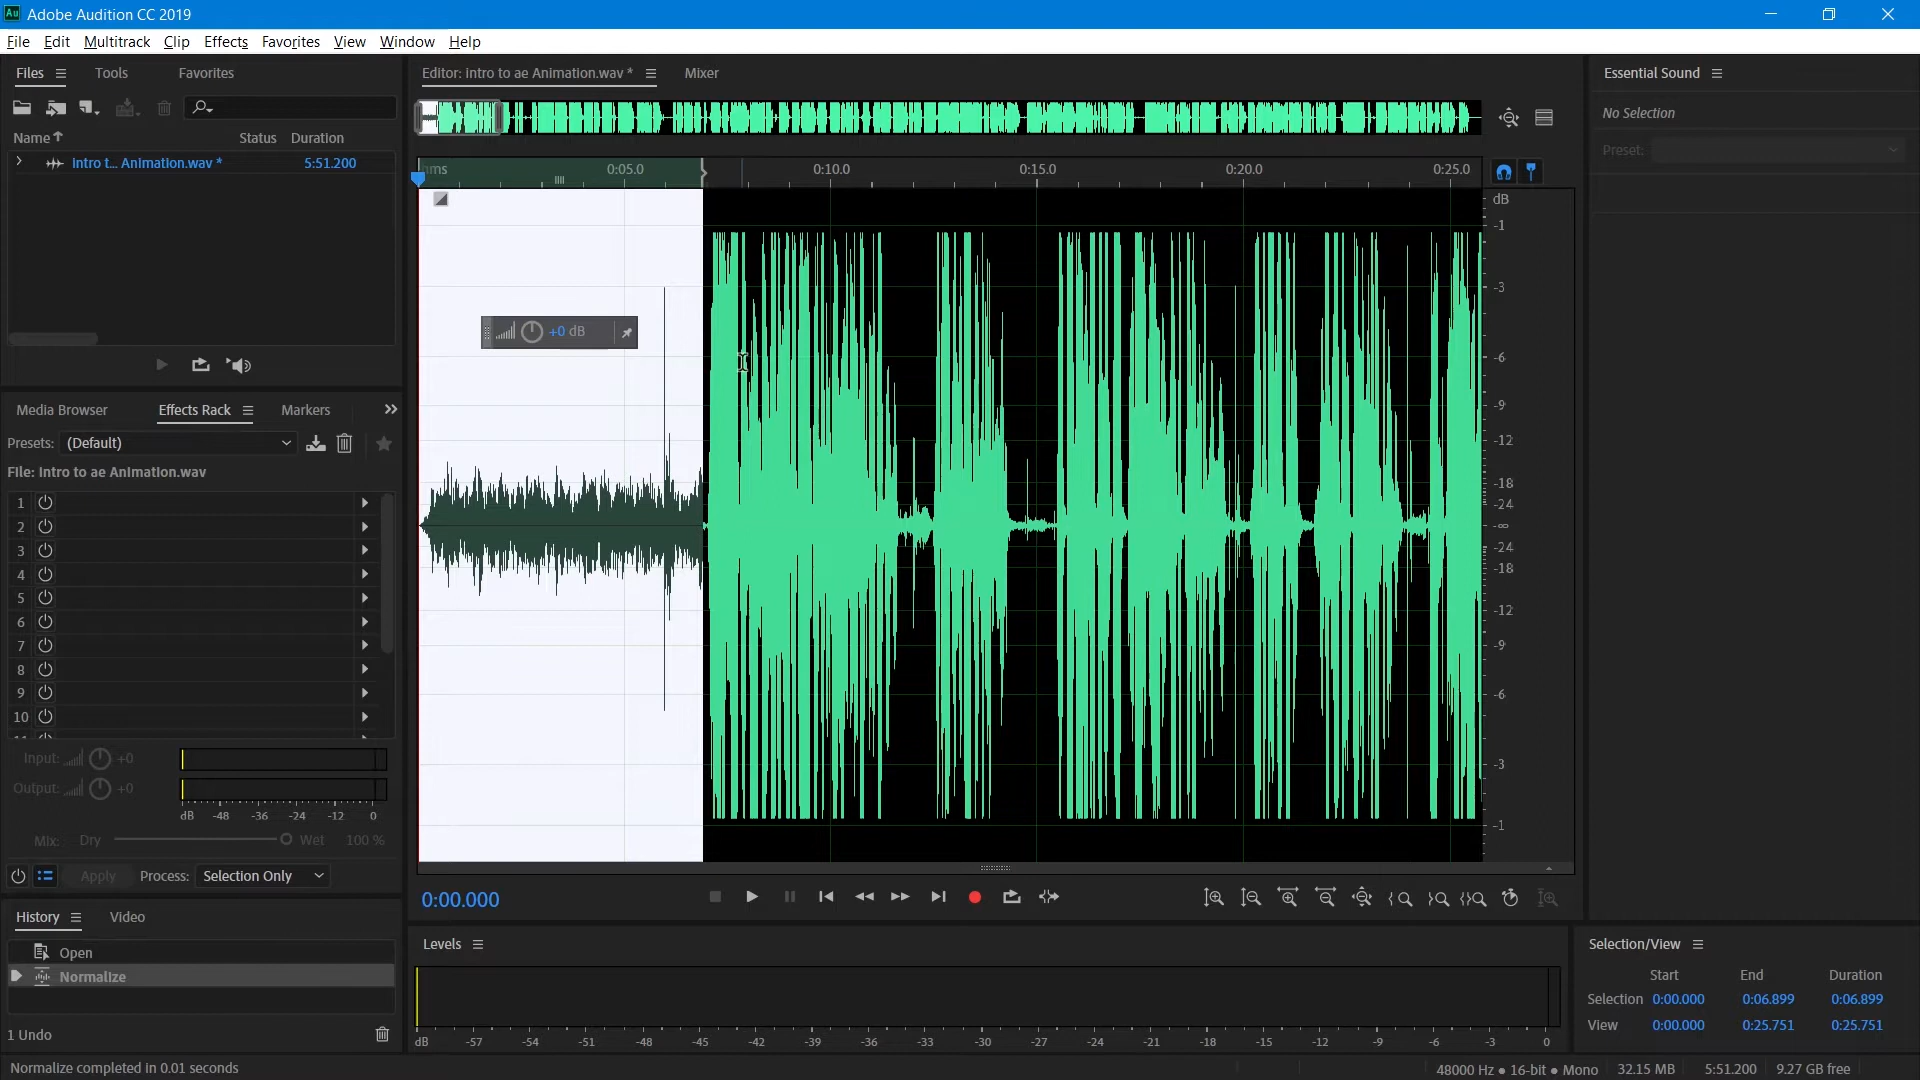 Au Adobe Audition CC 2019
File Edit Multitrack Clip Effects Favorites View Window Help
Files Tools Favorites
Name Status Duration
Intro t... Animation.wav * 5:51.200
Media Browser Effects Rack Markers
Presets: (Default)
File: Intro to ae Animation.wav
1
2
3
4
5
6
7
8
9
10
Input: +0
Output: +0
dB -48 -36 -24 -12 0
Mix: Dry Wet 100 %
Apply Process: Selection Only
History Video
Open
Normalize
1 Undo
Normalize completed in 0.01 seconds
Editor: Intro to ae Animation.wav * Mixer
hms 0:05.0 0:10.0 0:15.0 0:20.0 0:25.0
+0 dB
dB
-1
-3
-6
-9
-12
-18
-24
-∞
-24
-18
-12
-9
-6
-3
-1
0:00.000
Levels
dB -57 -54 -51 -48 -45 -42 -39 -36 -33 -30 -27 -24 -21 -18 -15 -12 -9 -6 -3 0
Essential Sound
No Selection
Preset:
Selection/View
Start End Duration
Selection 0:00.000 0:06.899 0:06.899
View 0:00.000 0:25.751 0:25.751
48000 Hz ● 16-bit ● Mono 32.15 MB 5:51.200 9.27 GB free